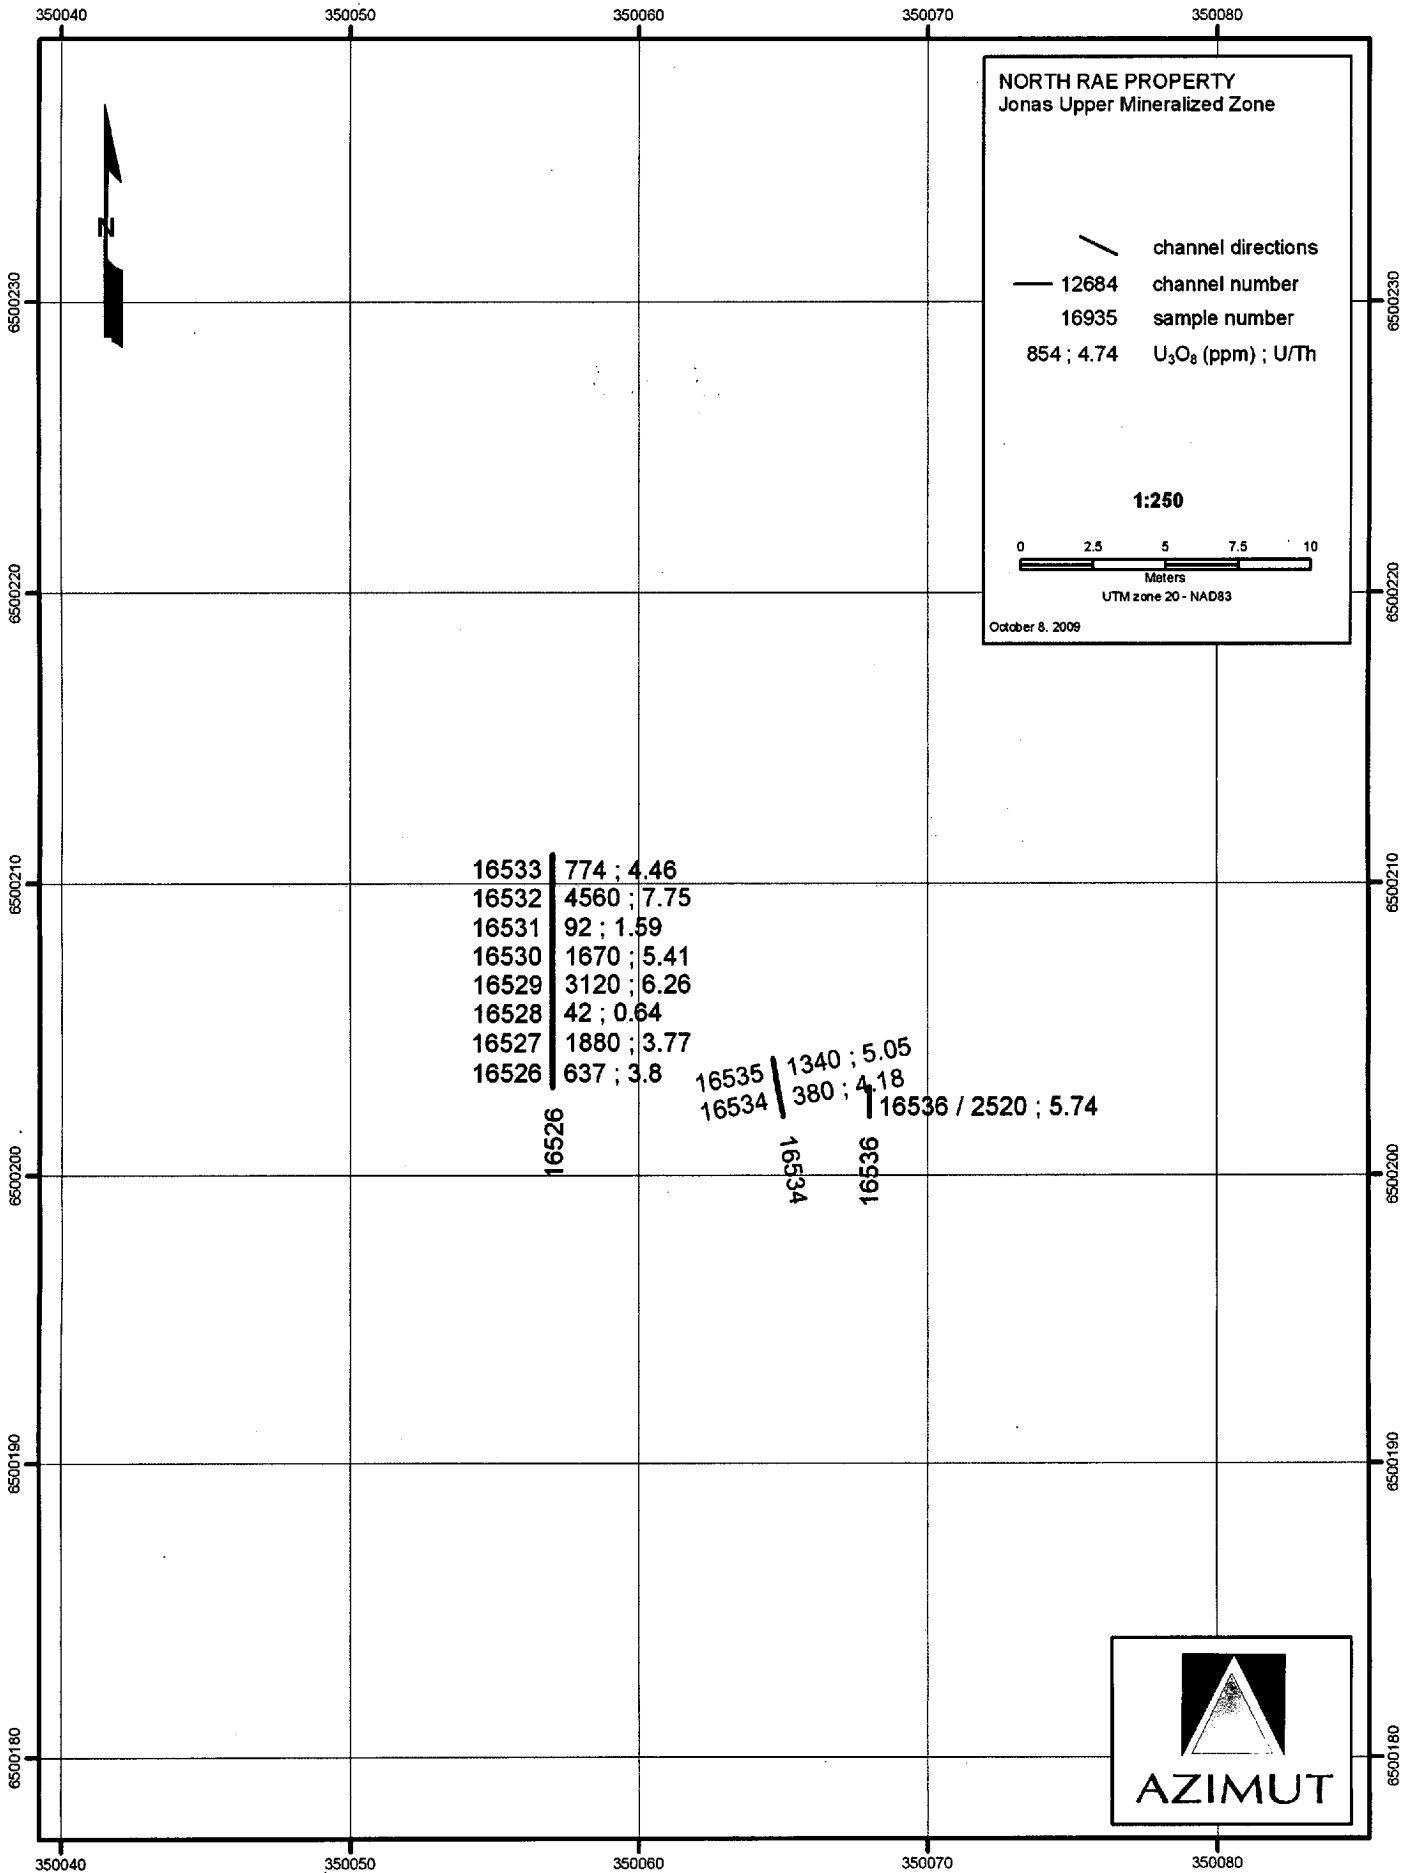 350040 350050 350060 350070 350080
NORTH RAE PROPERTY
Jonas Upper Mineralized Zone
N
channel directions
12684 channel number
16935 sample number
854 ; 4.74 U₃O₈ (ppm) ; U/Th
1:250
0 2.5 5 7.5 10
Meters
UTM zone 20 - NAD83
October 8. 2009
6500230 6500230
6500220 6500220
6500210 6500210
16533 774 ; 4.46
16532 4560 ; 7.75
16531 92 ; 1.59
16530 1670 ; 5.41
16529 3120 ; 6.26
16528 42 ; 0.64
16527 1880 ; 3.77
16526 637 ; 3.8
16535 1340 ; 5.05
16534 380 ; 4.18
16536 / 2520 ; 5.74
16526
16534
16536
6500200 6500200
6500190 6500190
6500180 6500180
AZIMUT
350040 350050 350060 350070 350080